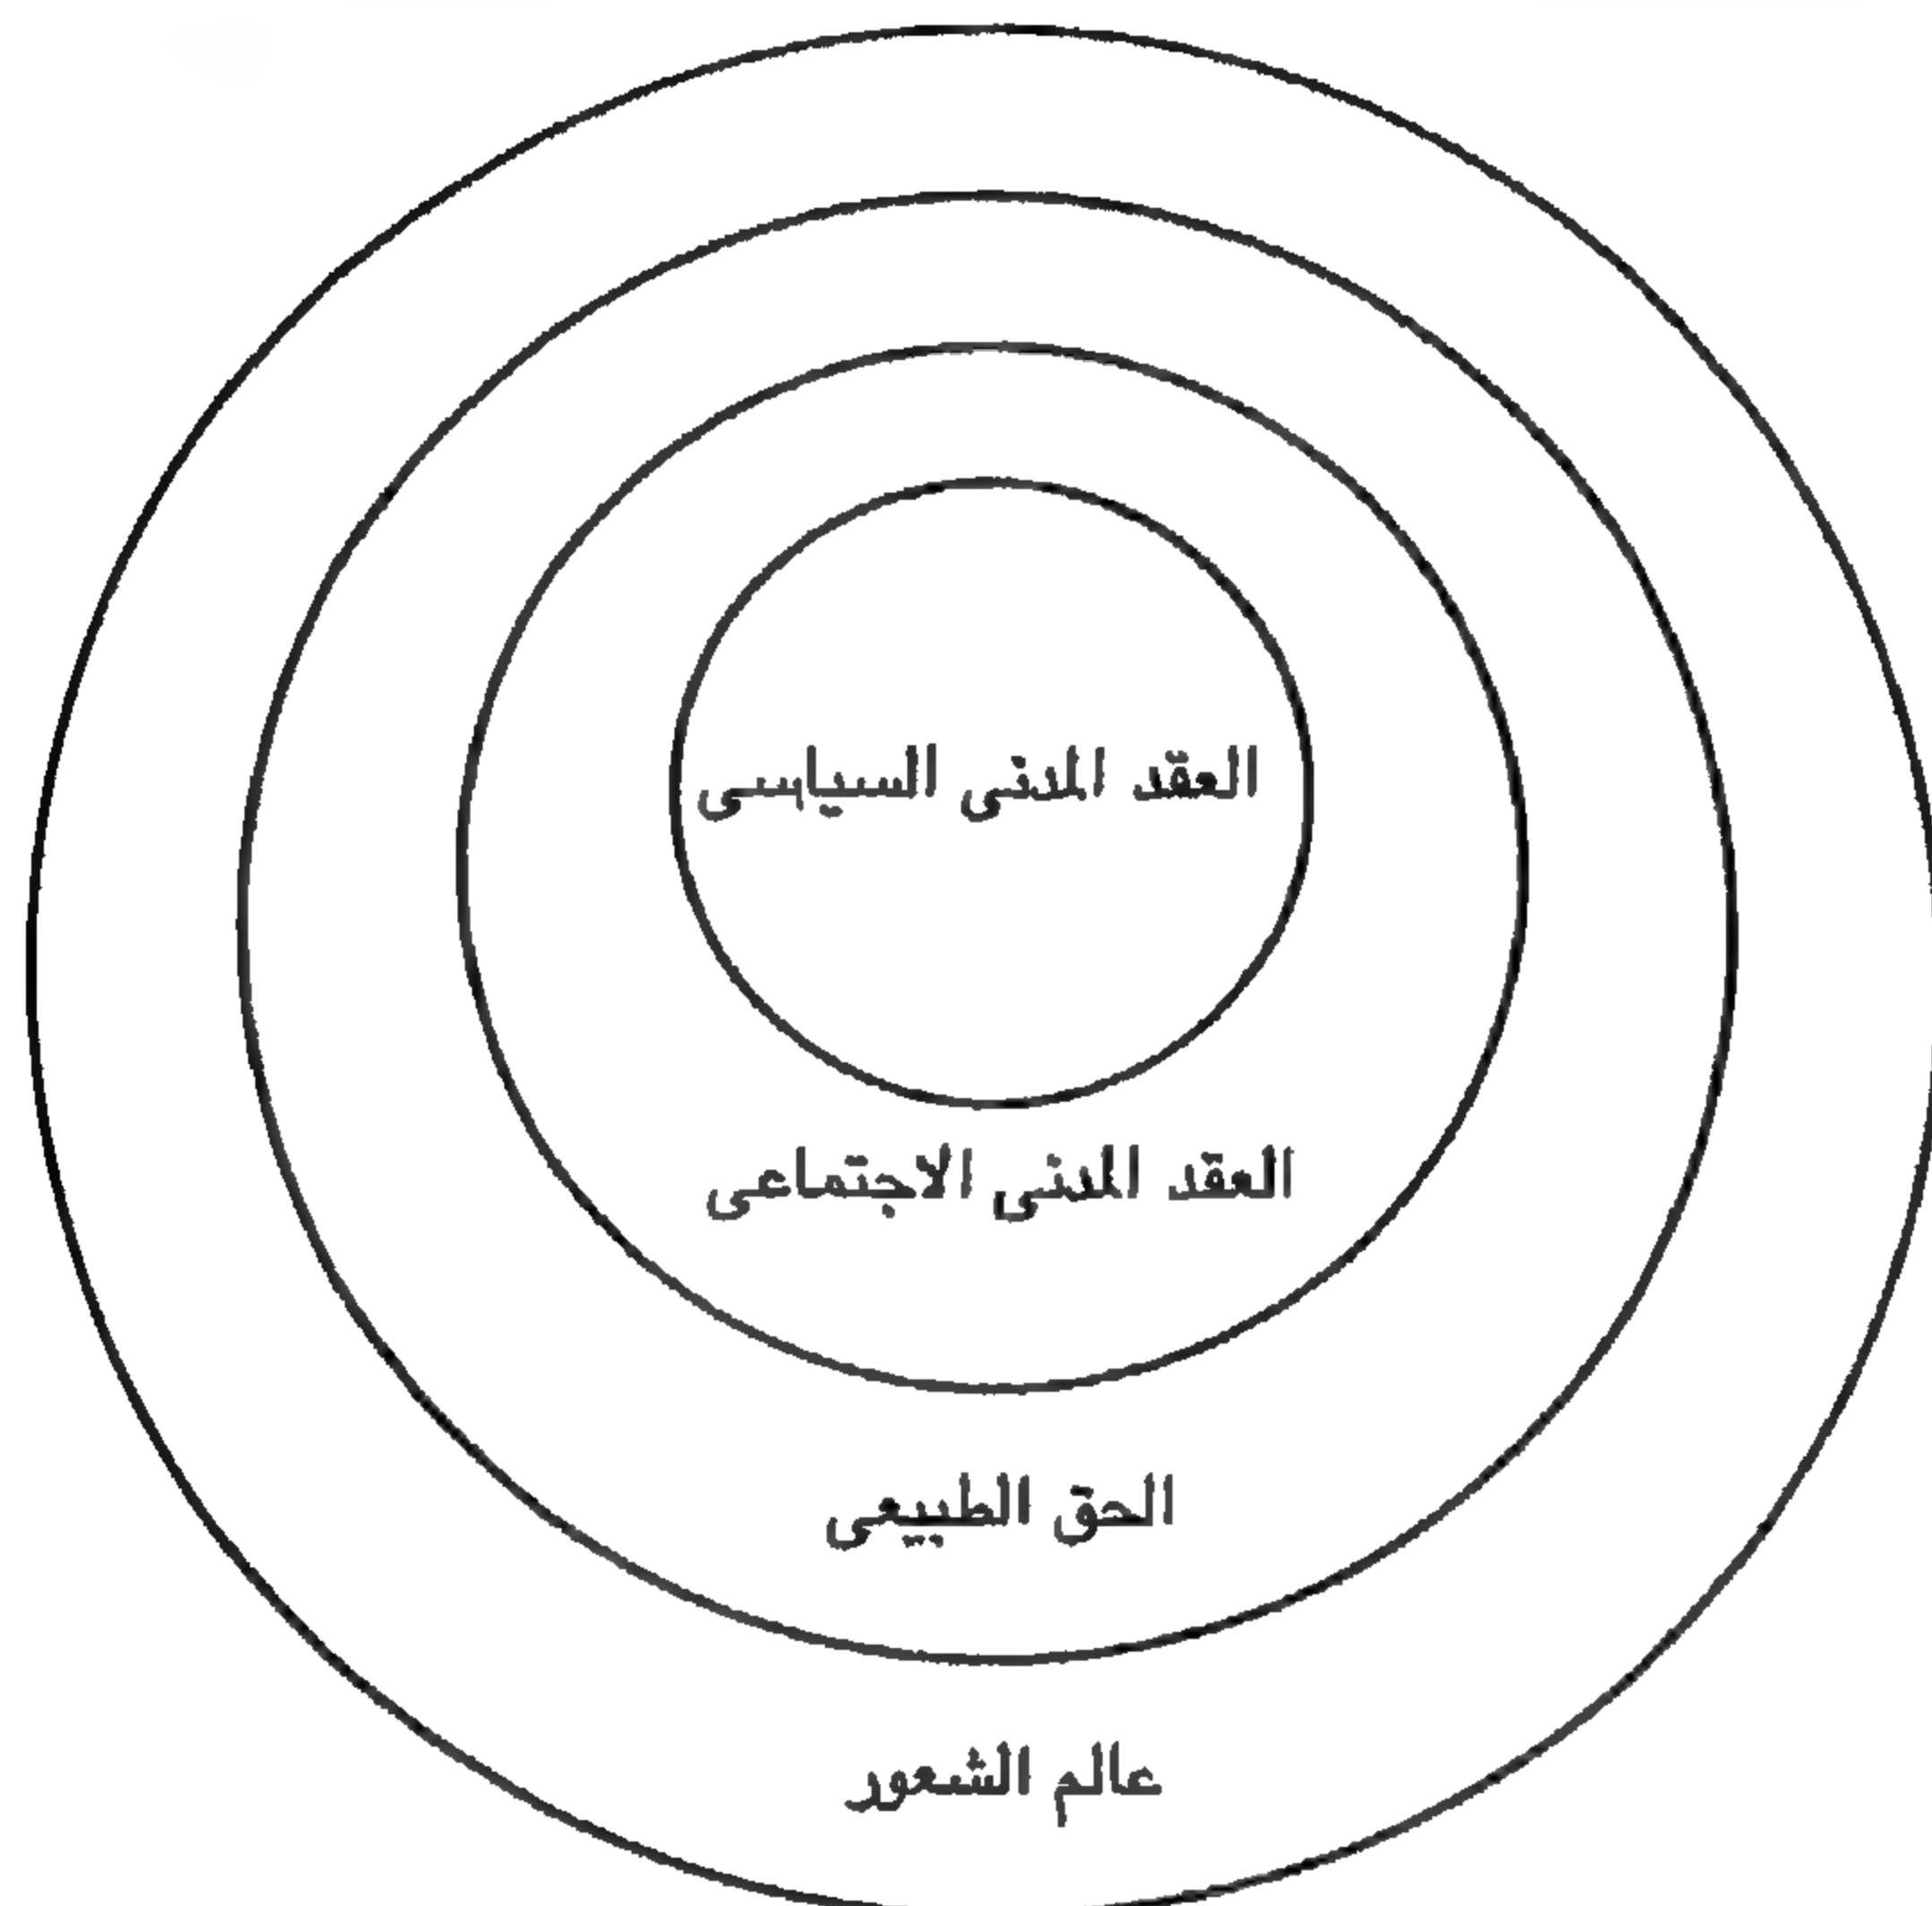 العقد المدنى السياسى
العقد المدنى الاجتماعى
الحق الطبيعى
عالم الشعور